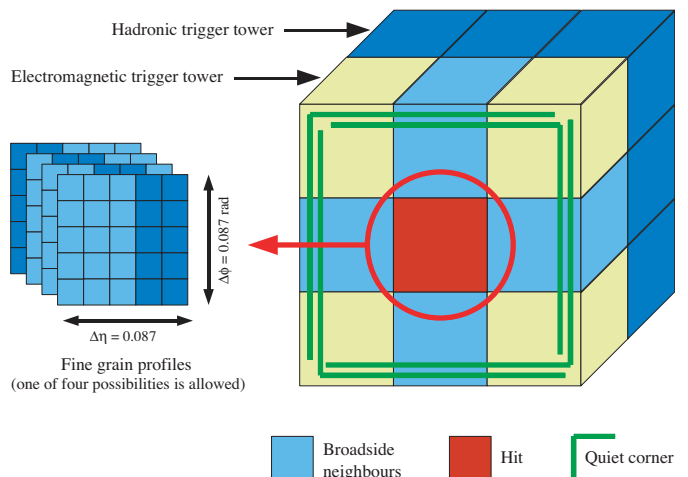 Hadronic trigger tower
Electromagnetic trigger tower
Δϕ = 0.087 rad
Δη = 0.087
Fine grain profiles
(one of four possibilities is allowed)
Broadside
neighbours
Hit
Quiet corner